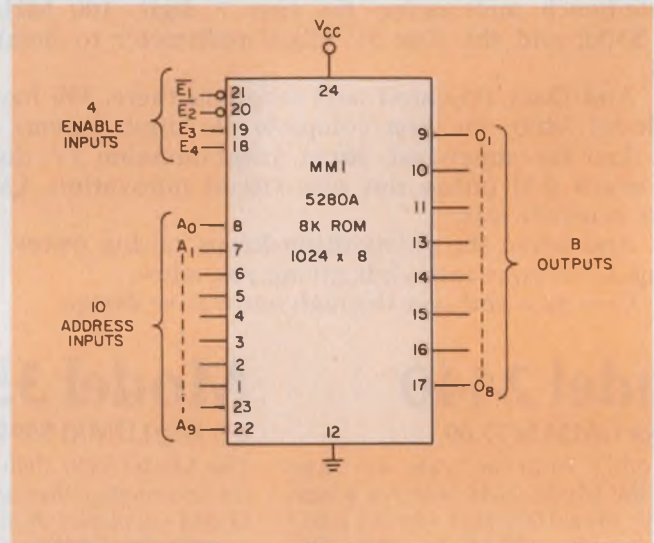 VCC
24
4
ENABLE
INPUTS
E1 21
E2 20
E3 19
E4 18
MMI
5280A
8K ROM
1024 x 8
10
ADDRESS
INPUTS
A0 8
A1 7
6
5
4
3
2
1
23
A9 22
9 O1
10
11
13
14
15
16
17 O8
8
OUTPUTS
12